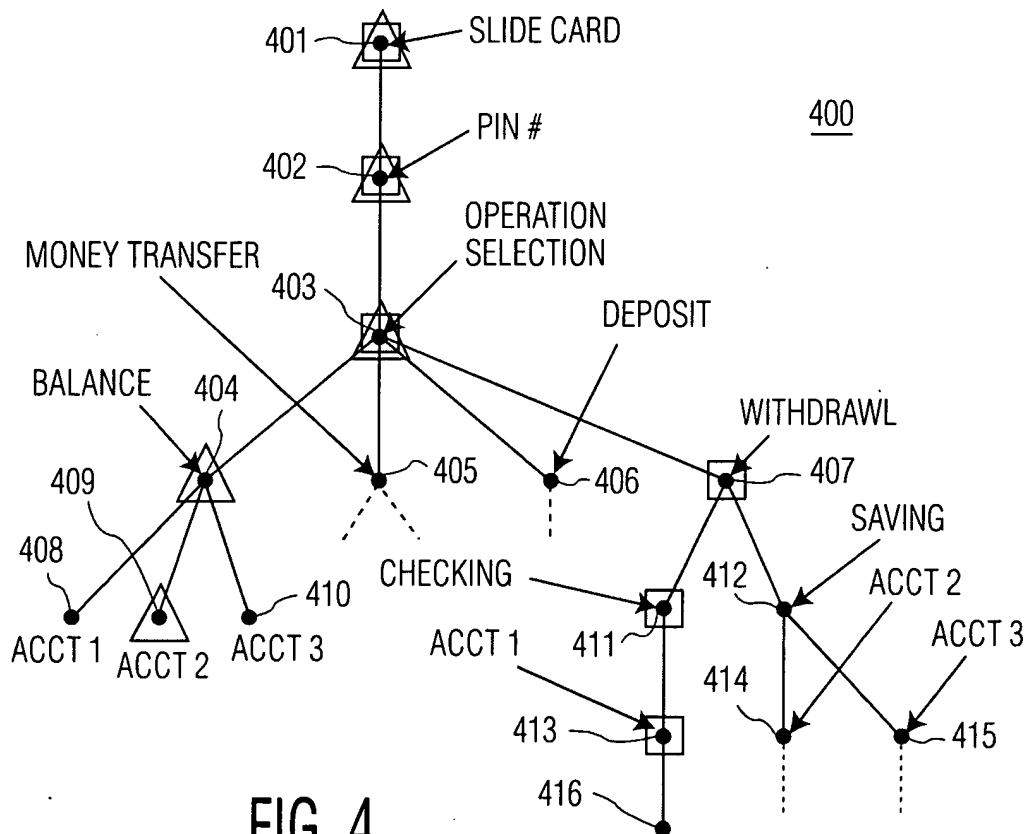 401
SLIDE CARD
400
PIN #
402
OPERATION
SELECTION
MONEY TRANSFER
403
DEPOSIT
BALANCE
404
WITHDRAWL
405
406
407
409
SAVING
408
CHECKING
412
ACCT 2
410
411
ACCT 1
ACCT 2
ACCT 3
ACCT 1
ACCT 3
414
413
415
416
FIG. 4